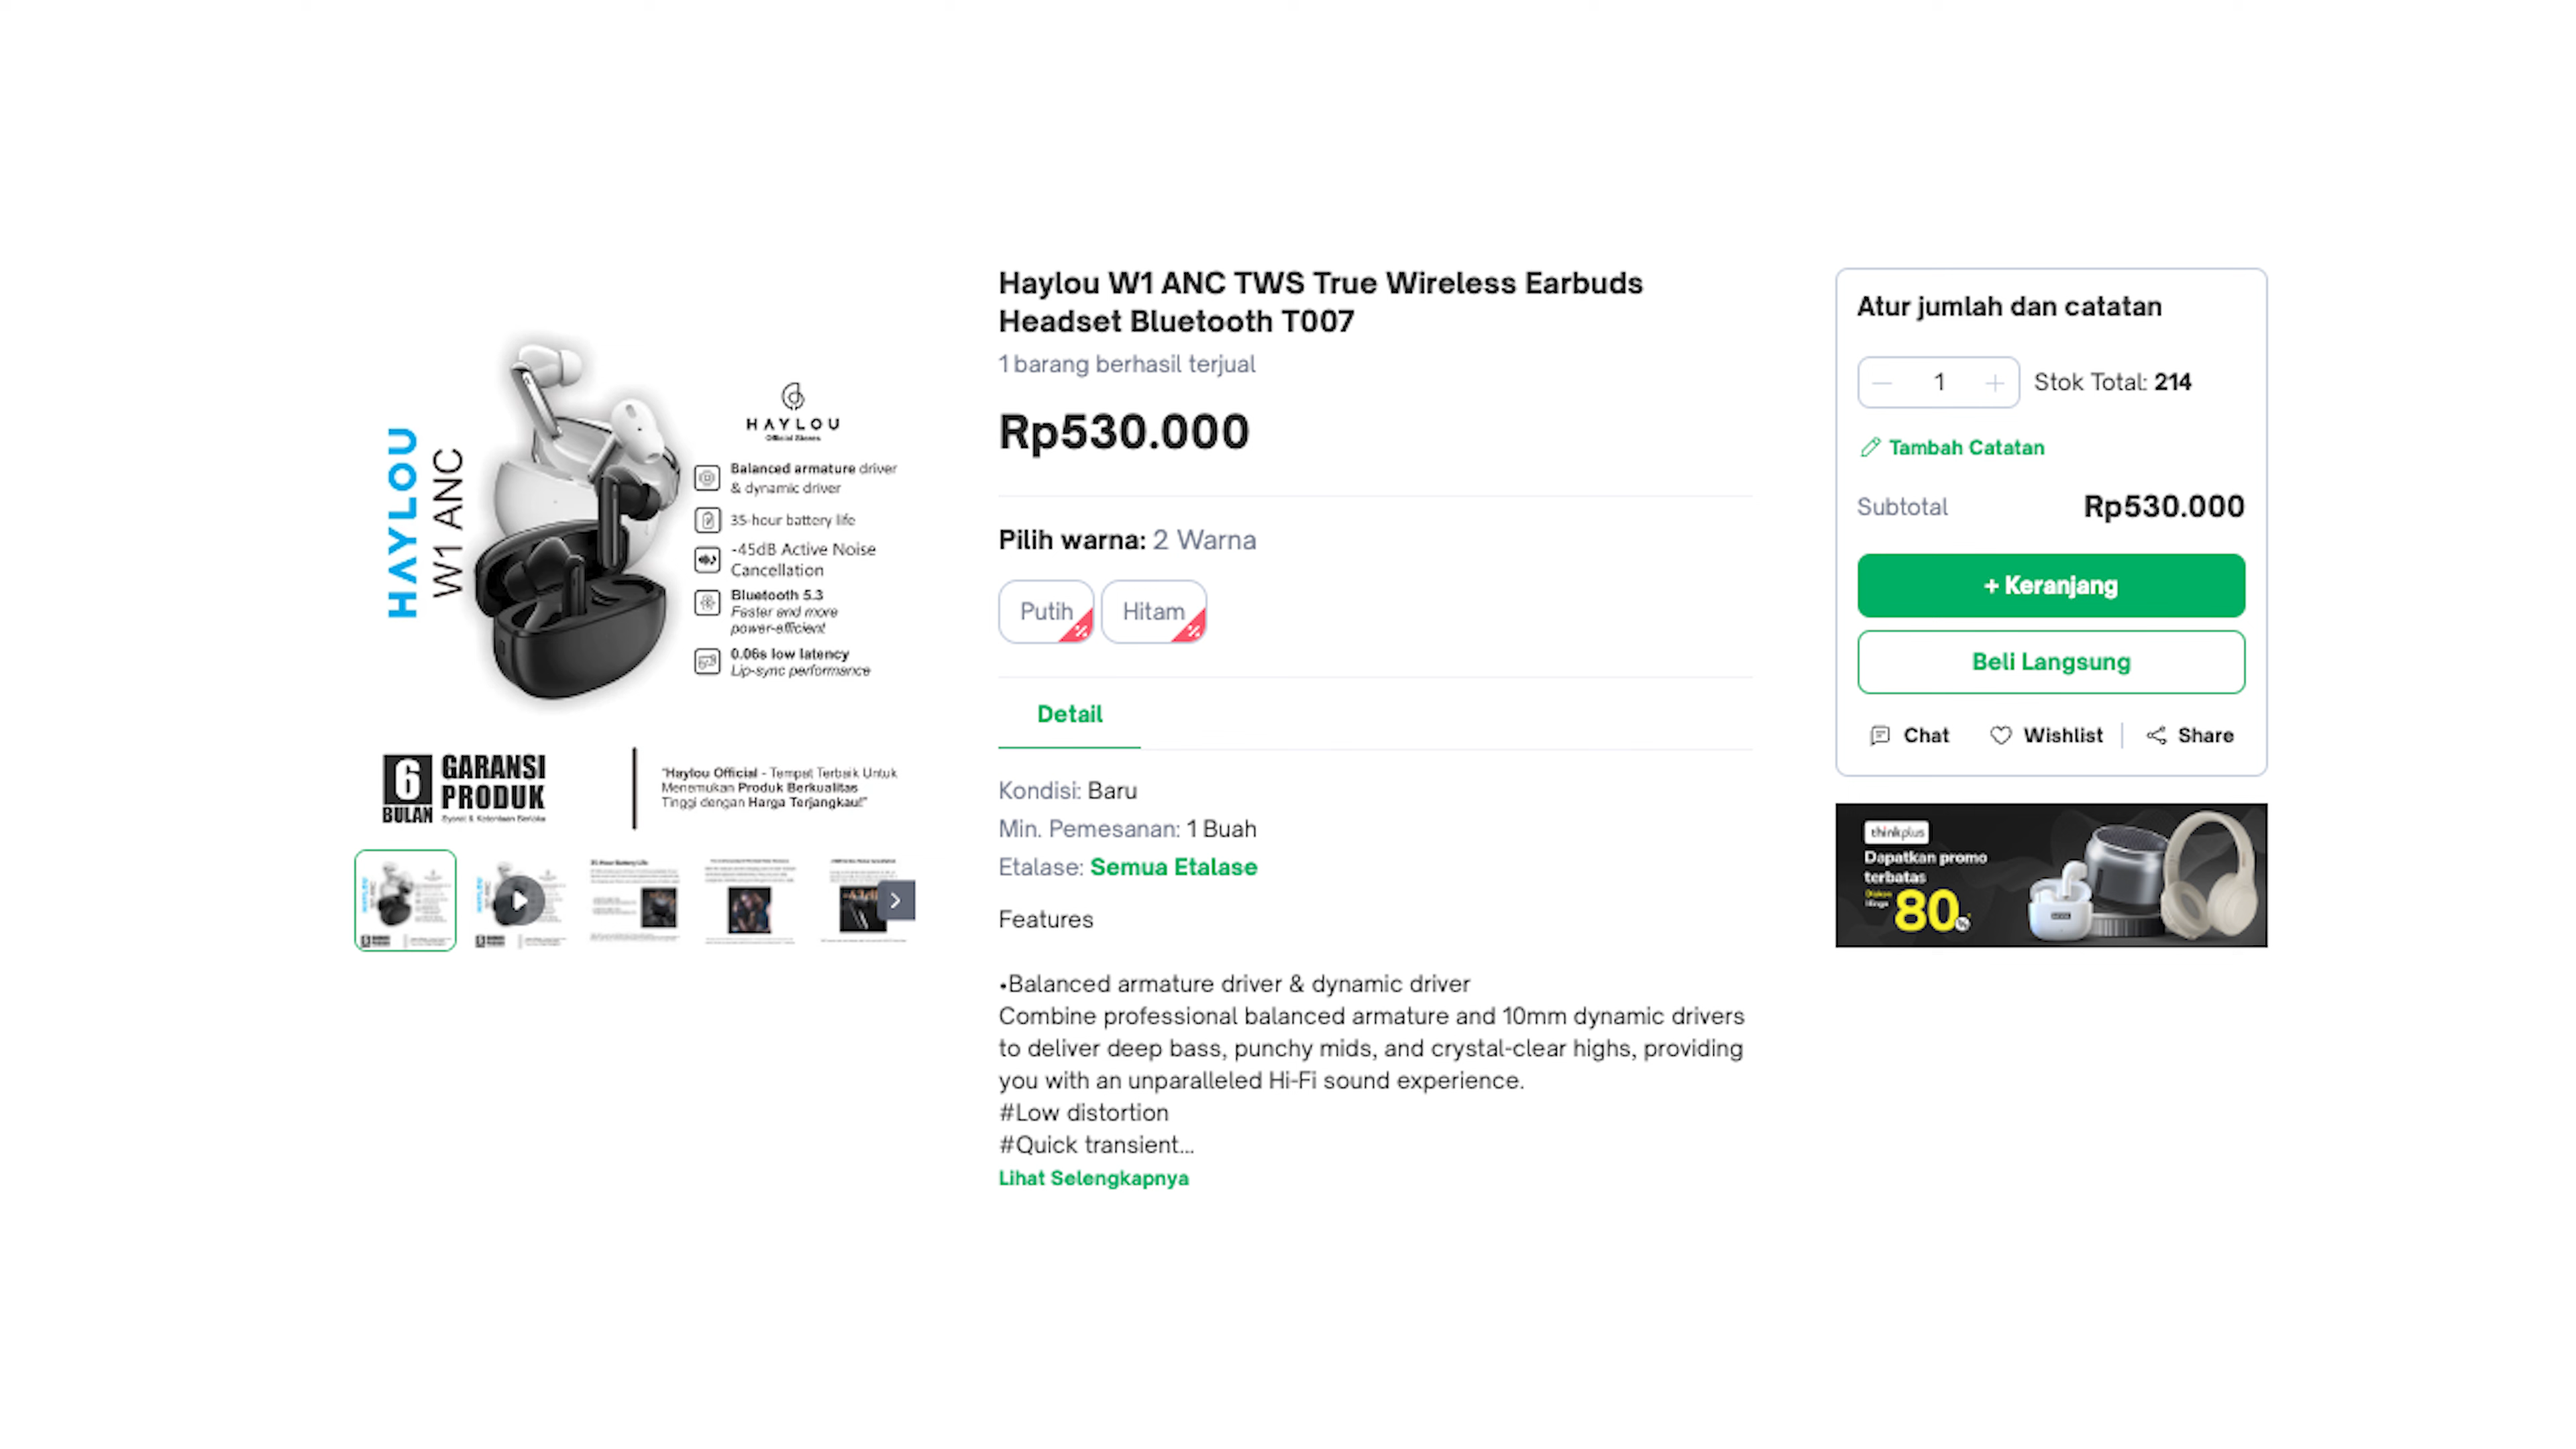 HAYLOU
W1 ANC
HAYLOU
Official Stores
Balanced armature driver
& dynamic driver
35-hour battery life
-45dB Active Noise
Cancellation
Bluetooth 5.3
Faster and more
power-efficient
0.06s low latency
Lip-sync performance
6
BULAN
GARANSI
PRODUK
Syarat & Ketentuan Berlaku
"Haylou Official - Tempat Terbaik Untuk
Menemukan Produk Berkualitas
Tinggi dengan Harga Terjangkau!"
Haylou W1 ANC TWS True Wireless Earbuds
Headset Bluetooth T007
1 barang berhasil terjual
Rp530.000
Pilih warna: 2 Warna
Putih
Hitam
Detail
Kondisi: Baru
Min. Pemesanan: 1 Buah
Etalase: Semua Etalase
Features
•Balanced armature driver & dynamic driver
Combine professional balanced armature and 10mm dynamic drivers
to deliver deep bass, punchy mids, and crystal-clear highs, providing
you with an unparalleled Hi-Fi sound experience.
#Low distortion
#Quick transient...
Lihat Selengkapnya
Atur jumlah dan catatan
1
Stok Total: 214
Tambah Catatan
Subtotal Rp530.000
+ Keranjang
Beli Langsung
Chat
Wishlist
Share
thinkplus
Dapatkan promo
terbatas
80%